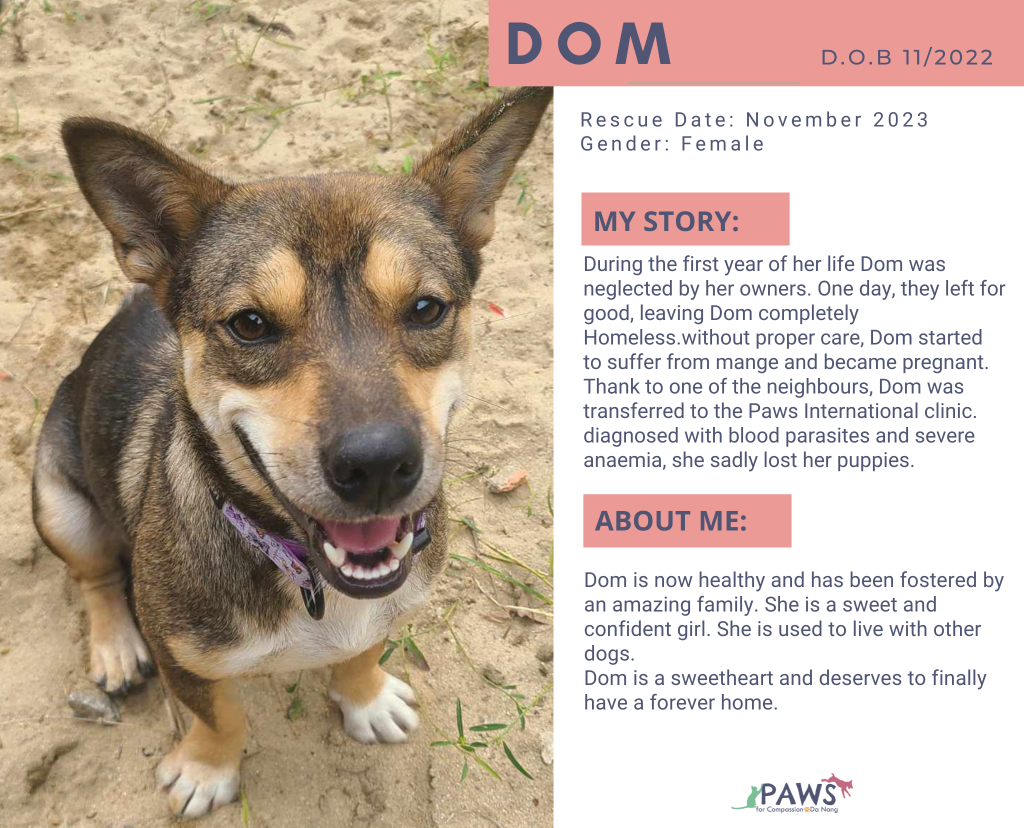 DOM
D.O.B 11/2022
Rescue Date: November 2023
Gender: Female
MY STORY:
During the first year of her life Dom was
neglected by her owners. One day, they left for
good, leaving Dom completely
Homeless.without proper care, Dom started
to suffer from mange and became pregnant.
Thank to one of the neighbours, Dom was
transferred to the Paws International clinic.
diagnosed with blood parasites and severe
anaemia, she sadly lost her puppies.
ABOUT ME:
Dom is now healthy and has been fostered by
an amazing family. She is a sweet and
confident girl. She is used to live with other
dogs.
Dom is a sweetheart and deserves to finally
have a forever home.
PAWS
for Compassion@Da Nang